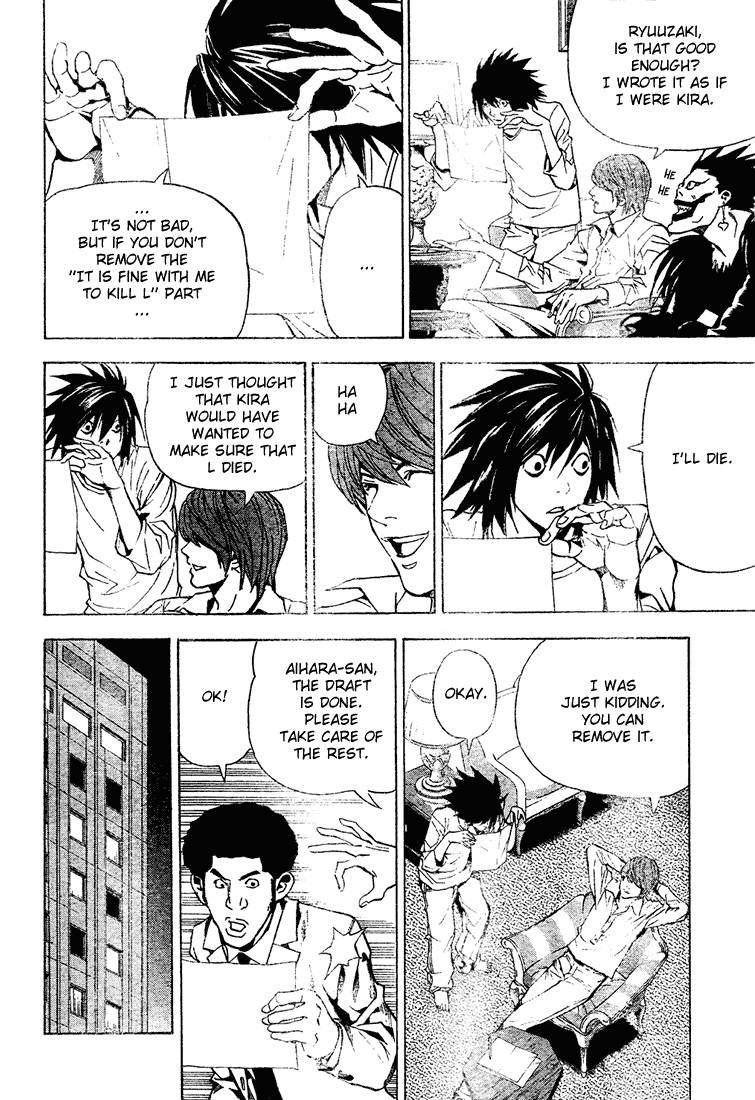 RYUUZAKI,
IS THAT GOOD
ENOUGH?
I WROTE IT AS IF
I WERE KIRA.
HE
HE
...
...
IT'S NOT BAD,
BUT IF YOU DON'T
REMOVE THE
"IT IS FINE WITH ME
TO KILL L" PART
...
I'LL DIE.
HA
HA
I JUST THOUGHT
THAT KIRA
WOULD HAVE
WANTED TO
MAKE SURE THAT
L DIED.
I WAS
JUST KIDDING.
YOU CAN
REMOVE IT.
OKAY.
AIHARA-SAN,
THE DRAFT
IS DONE.
PLEASE
TAKE CARE OF
THE REST.
OK!